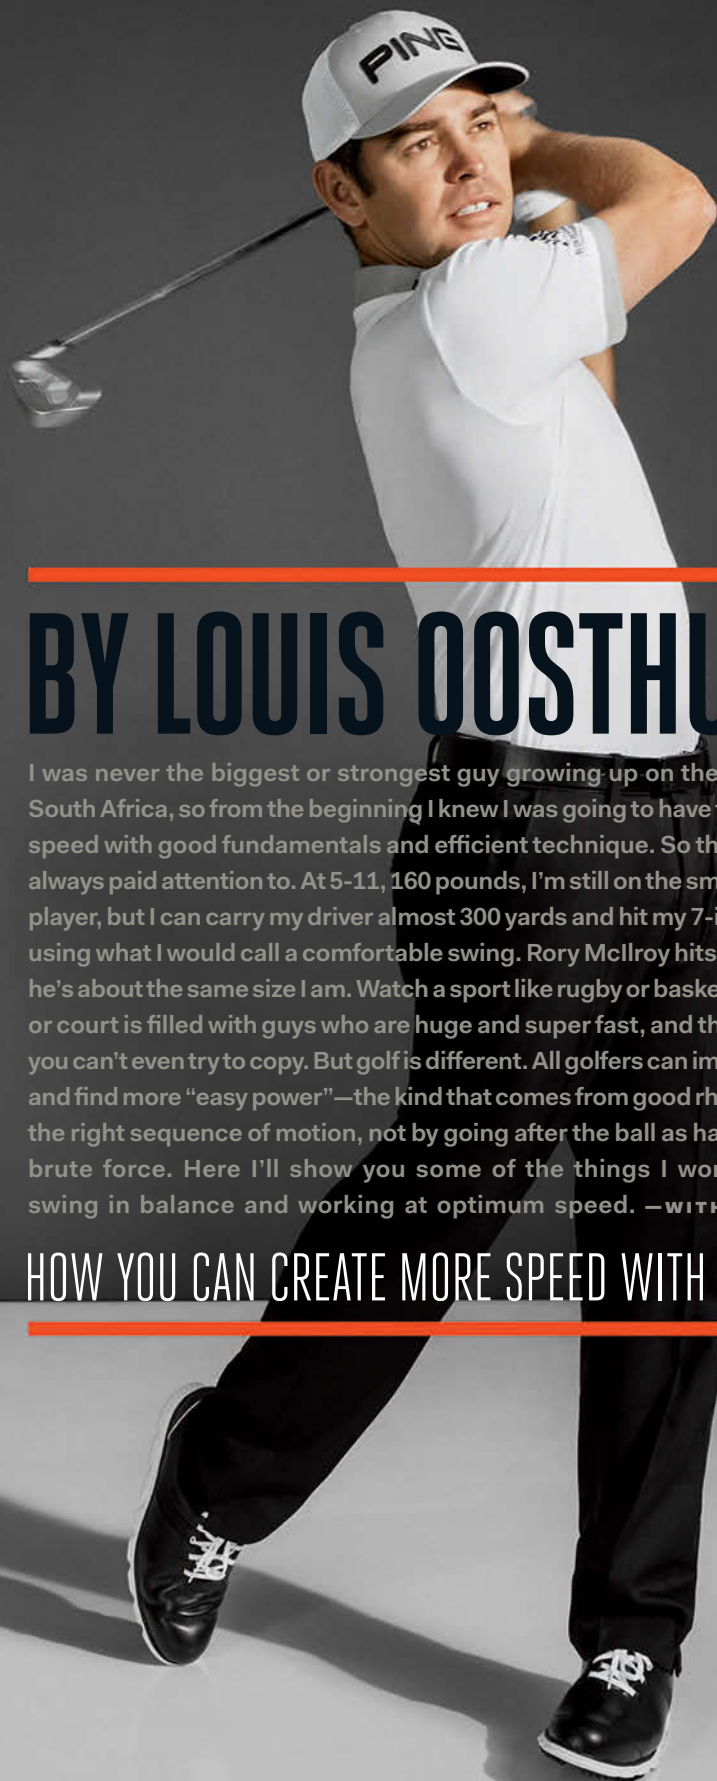 PING
BY LOUIS OOSTHU
I was never the biggest or strongest guy growing up on the
South Africa, so from the beginning I knew I was going to have
speed with good fundamentals and efficient technique. So th
always paid attention to. At 5-11, 160 pounds, I’m still on the sm
player, but I can carry my driver almost 300 yards and hit my 7-i
using what I would call a comfortable swing. Rory McIlroy hits
he’s about the same size I am. Watch a sport like rugby or baske
or court is filled with guys who are huge and super fast, and th
you can’t even try to copy. But golf is different. All golfers can im
and find more “easy power”—the kind that comes from good rh
the right sequence of motion, not by going after the ball as ha
brute force. Here I’ll show you some of the things I wor
swing in balance and working at optimum speed. —WITH
HOW YOU CAN CREATE MORE SPEED WITH